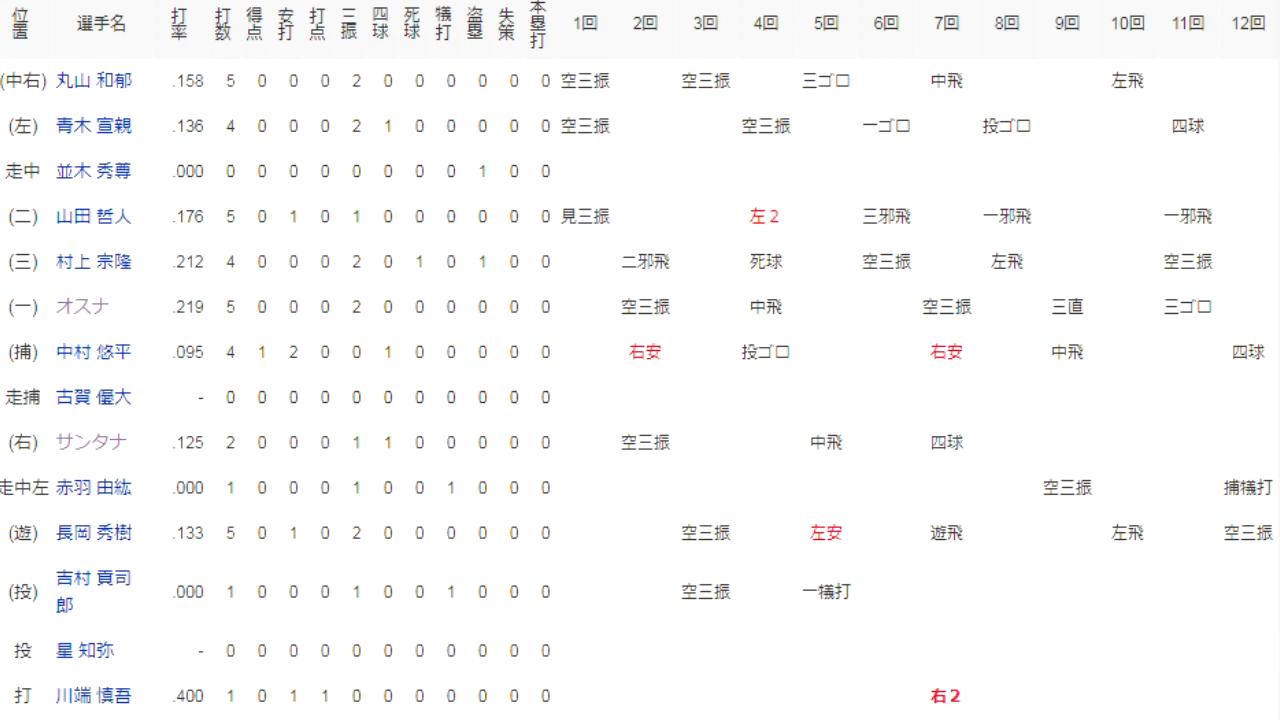 位置 選手名 打率 打数 得点 安打 打点 三振 四球 死球 犠打 盗塁 失策 本塁打 1回 2回 3回 4回 5回 6回 7回 8回 9回 10回 11回 12回
(中右) 丸山 和郁 .158 5 0 0 0 2 0 0 0 0 0 0 空三振 空三振 三ゴロ 中飛 左飛
(左) 青木 宣親 .136 4 0 0 0 2 1 0 0 0 0 0 空三振 空三振 一ゴロ 投ゴロ 四球
走中 並木 秀尊 .000 0 0 0 0 0 0 0 0 1 0 0
(二) 山田 哲人 .176 5 0 1 0 1 0 0 0 0 0 0 見三振 左２ 三邪飛 一邪飛 一邪飛
(三) 村上 宗隆 .212 4 0 0 0 2 0 1 0 1 0 0 二邪飛 死球 空三振 左飛 空三振
(一) オスナ .219 5 0 0 0 2 0 0 0 0 0 0 空三振 中飛 空三振 三直 三ゴロ
(捕) 中村 悠平 .095 4 1 2 0 0 1 0 0 0 0 0 右安 投ゴロ 右安 中飛 四球
走捕 古賀 優大 - 0 0 0 0 0 0 0 0 0 0 0
(右) サンタナ .125 2 0 0 0 1 1 0 0 0 0 0 空三振 中飛 四球
走中左 赤羽 由紘 .000 1 0 0 0 1 0 0 1 0 0 0 空三振 捕犠打
(遊) 長岡 秀樹 .133 5 0 1 0 2 0 0 0 0 0 0 空三振 左安 遊飛 左飛 空三振
(投) 吉村 貢司郎 .000 1 0 0 0 1 0 0 1 0 0 0 空三振 一犠打
投 星 知弥 - 0 0 0 0 0 0 0 0 0 0 0
打 川端 慎吾 .400 1 0 1 1 0 0 0 0 0 0 0 右２